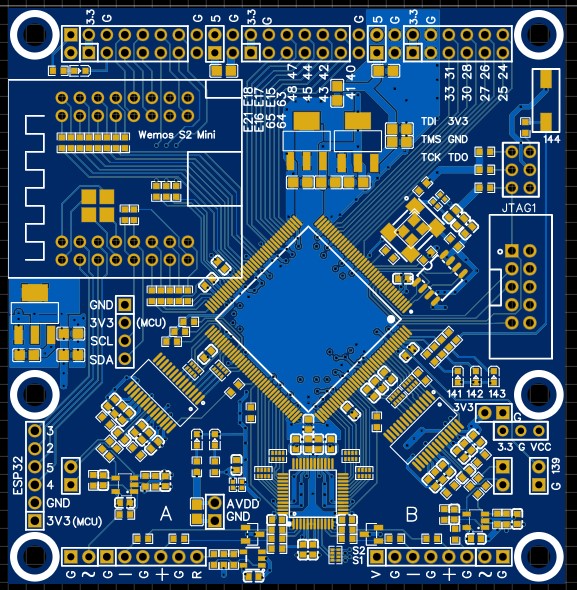 3.3 G 5 G 3.3 G 5 G 3.3 G
48 47
45 44
43 42
41 40
33 31
30 28
27 26
25 24
E21 E18
E16 E17
65 E15
64 63
Wemos S2 Mini
TDI 3V3
TMS GND
TCK TDO
144
JTAG1
GND
3V3 (MCU)
SCL
SDA
141 142 143
3V3
G
3.3 G VCC
ESP32
3
2
5
4
GND
3V3(MCU)
139
G
A
B
AVDD
GND
S2
S1
G ~ G - G + G R
V G - G + G ~ G